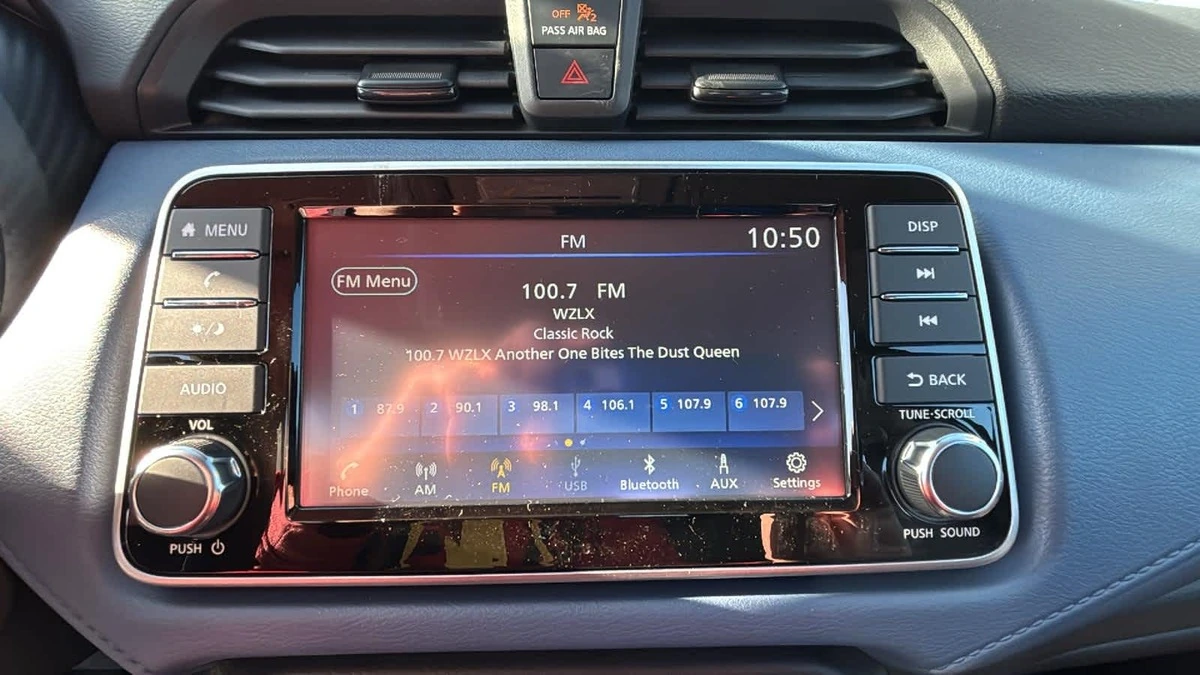 OFF 2
PASS AIR BAG
MENU
AUDIO
VOL
PUSH
FM
10:50
FM Menu
100.7 FM
WZLX
Classic Rock
100.7 WZLX Another One Bites The Dust Queen
1 87.9 2 90.1 3 98.1 4 106.1 5 107.9 6 107.9
Phone AM FM USB Bluetooth AUX Settings
DISP
BACK
TUNE·SCROLL
PUSH SOUND